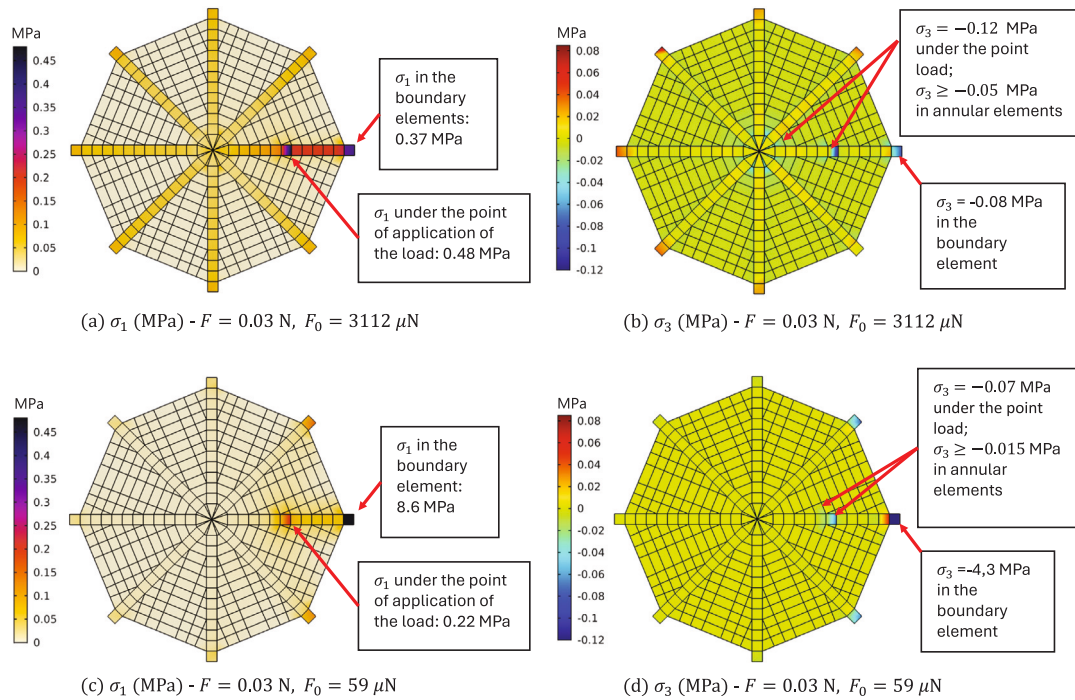 MPa
0.45
0.4
0.35
0.3
0.25
0.2
0.15
0.1
0.05
0
σ₁ in the
boundary
elements:
0.37 MPa
σ₁ under the point
of application of
the load: 0.48 MPa
(a) σ₁ (MPa) - F = 0.03 N, F₀ = 3112 μN
MPa
0.08
0.06
0.04
0.02
0
-0.02
-0.04
-0.06
-0.08
-0.1
-0.12
σ₃ = −0.12 MPa
under the point
load;
σ₃ ≥ −0.05 MPa
in annular elements
σ₃ = -0.08 MPa
in the
boundary
element
(b) σ₃ (MPa) - F = 0.03 N, F₀ = 3112 μN
MPa
0.45
0.4
0.35
0.3
0.25
0.2
0.15
0.1
0.05
0
σ₁ in the
boundary
element:
8.6 MPa
σ₁ under the point
of application of
the load: 0.22 MPa
(c) σ₁ (MPa) - F = 0.03 N, F₀ = 59 μN
MPa
0.08
0.06
0.04
0.02
0
-0.02
-0.04
-0.06
-0.08
-0.1
-0.12
σ₃ = −0.07 MPa
under the point
load;
σ₃ ≥ −0.015 MPa
in annular
elements
σ₃ =-4,3 MPa
in the
boundary
element
(d) σ₃ (MPa) - F = 0.03 N, F₀ = 59 μN